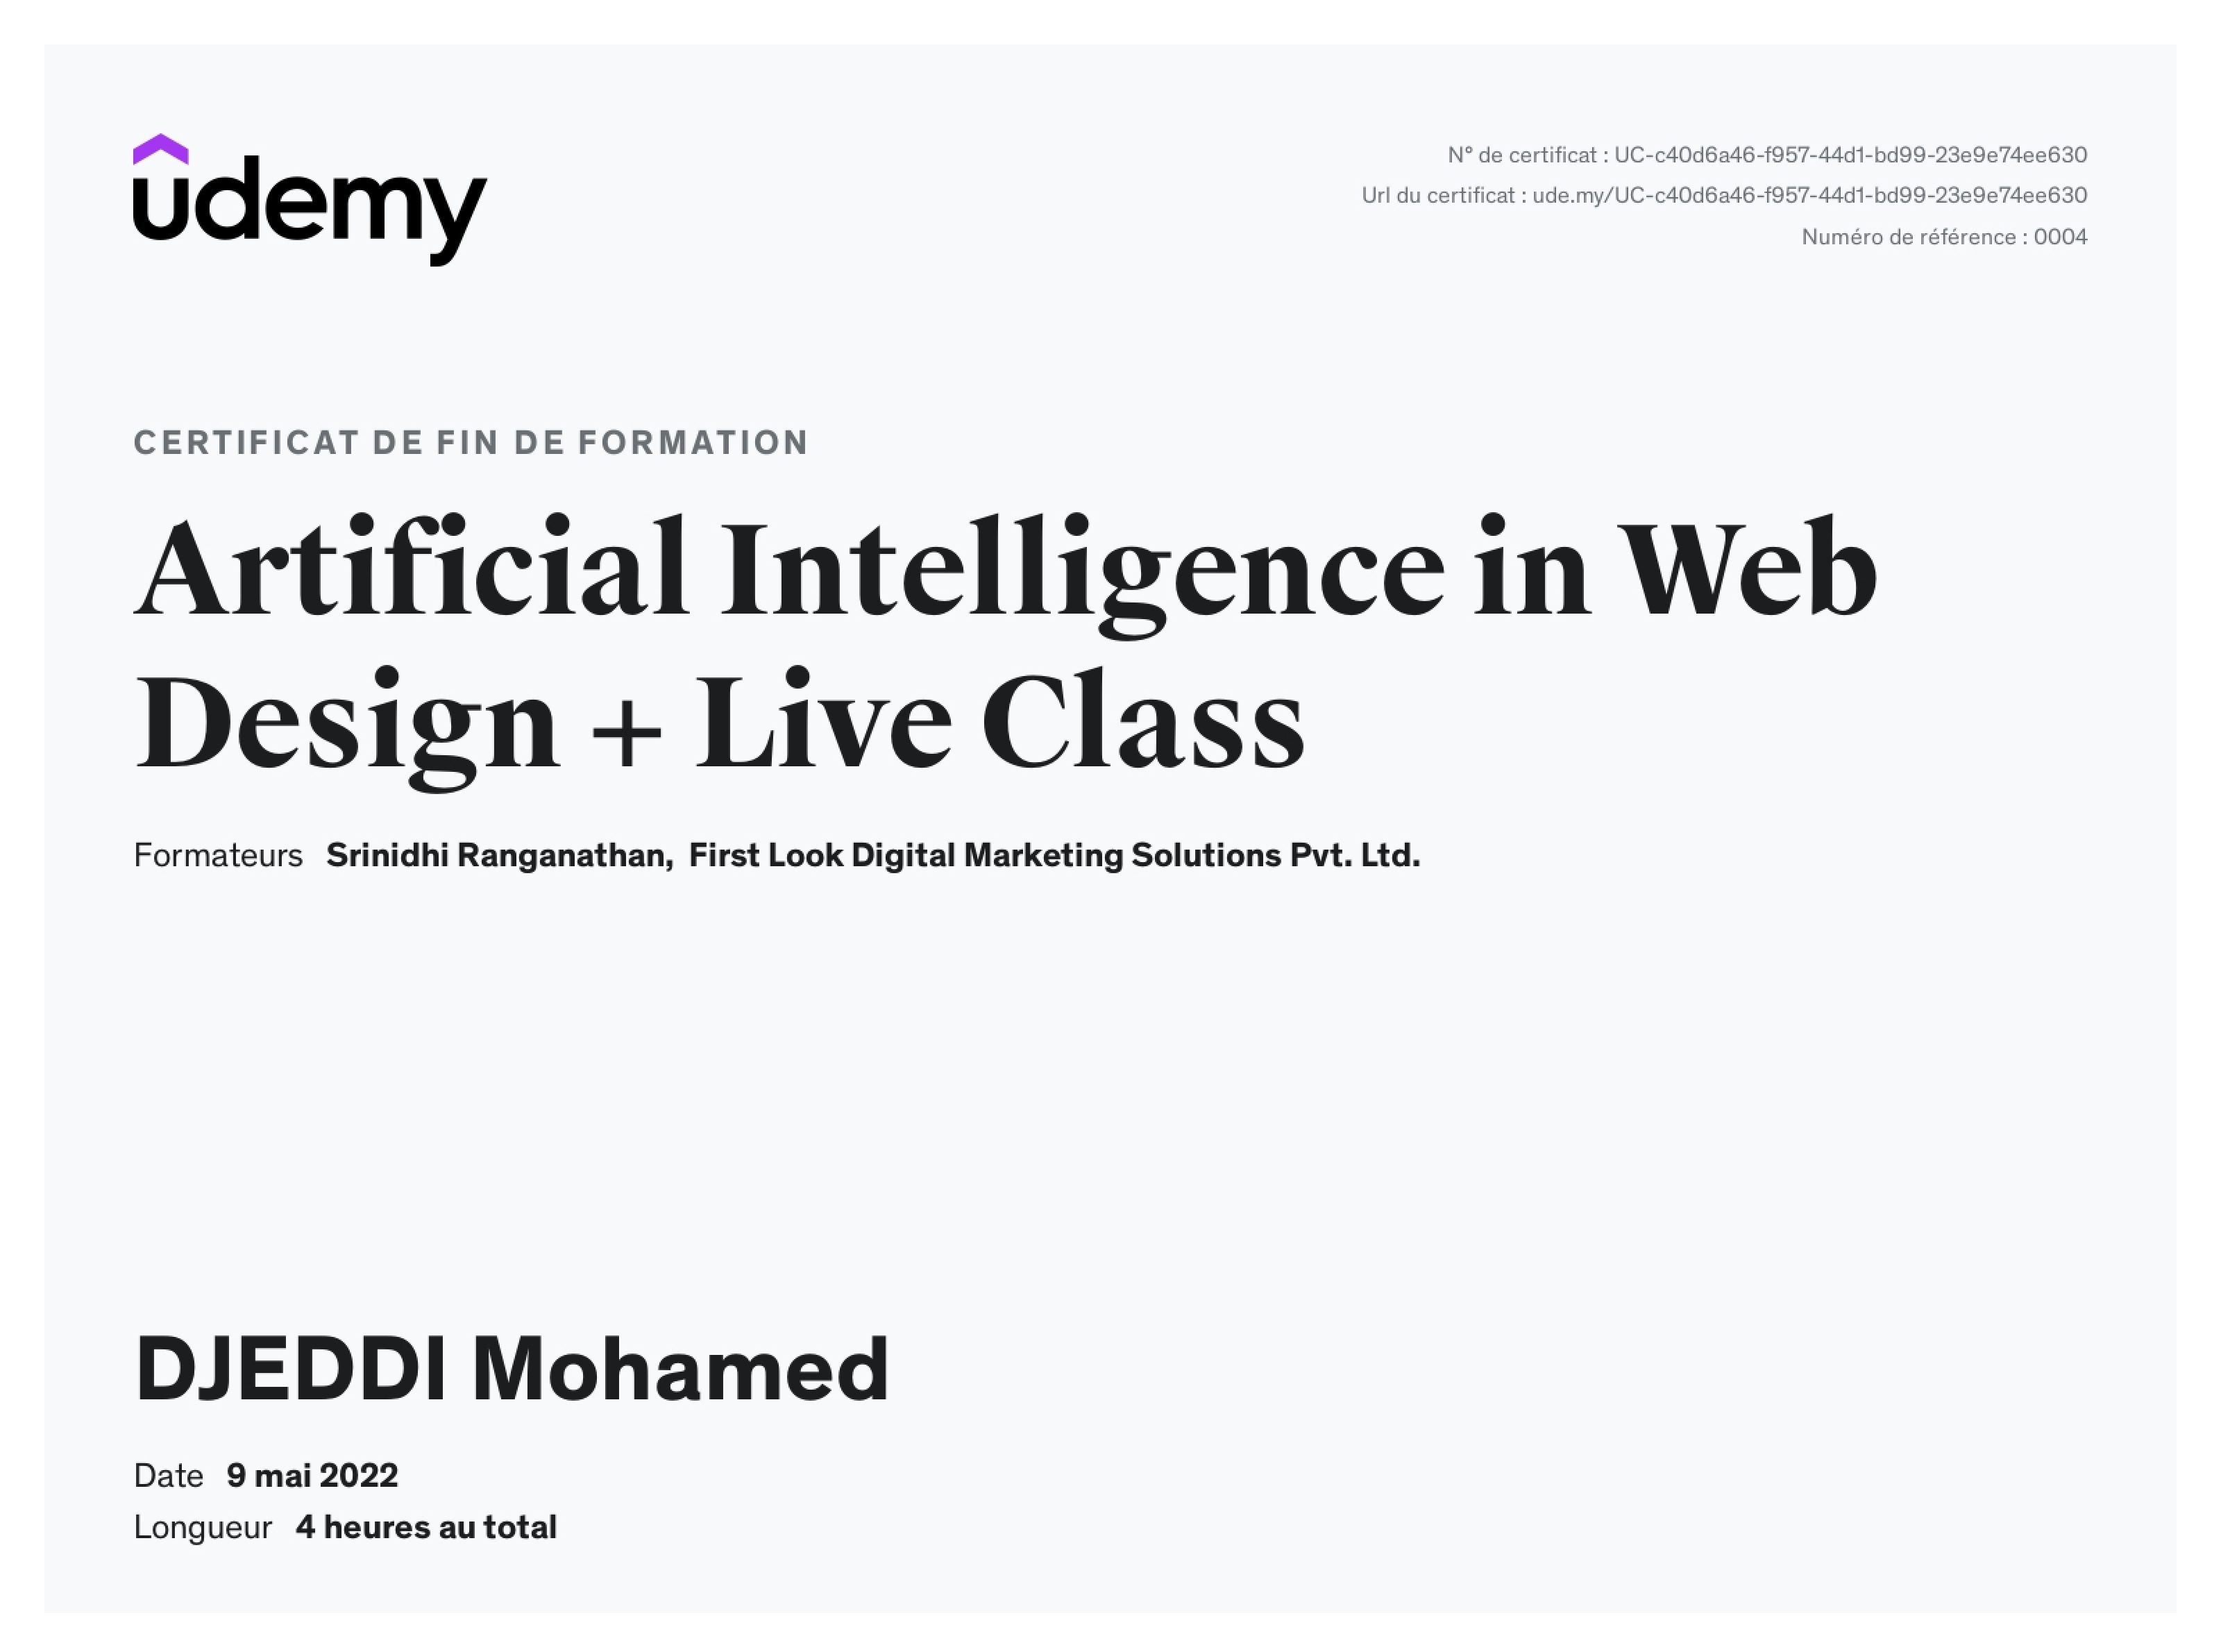 udemy
N° de certificat : UC-c40d6a46-f957-44d1-bd99-23e9e74ee630
Url du certificat : ude.my/UC-c40d6a46-f957-44d1-bd99-23e9e74ee630
Numéro de référence : 0004
CERTIFICAT DE FIN DE FORMATION
Artificial Intelligence in Web
Design + Live Class
Formateurs Srinidhi Ranganathan, First Look Digital Marketing Solutions Pvt. Ltd.
DJEDDI Mohamed
Date 9 mai 2022
Longueur 4 heures au total